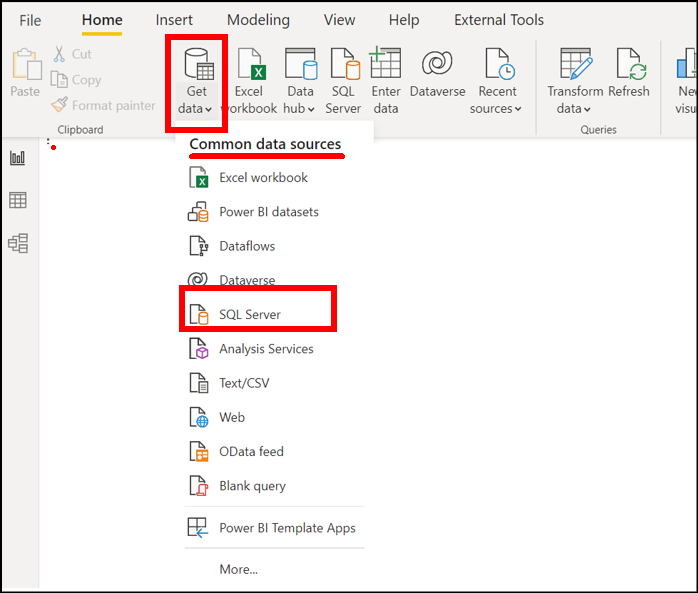 File Home Insert Modeling View Help External Tools
Paste
Cut
Copy
Format painter
Clipboard
Get
data
Excel
workbook
Data
hub
SQL
Server
Enter
data
Dataverse
Recent
sources
Transform
data
Refresh
Queries
New
visu
Common data sources
Excel workbook
Power BI datasets
Dataflows
Dataverse
SQL Server
Analysis Services
Text/CSV
Web
OData feed
Blank query
Power BI Template Apps
More...